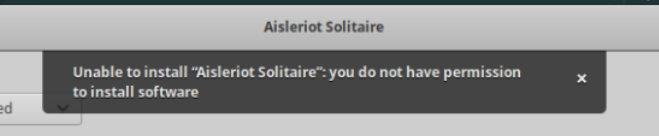 Aisleriot Solitaire
Unable to install “Aisleriot Solitaire”: you do not have permission
to install software
ed